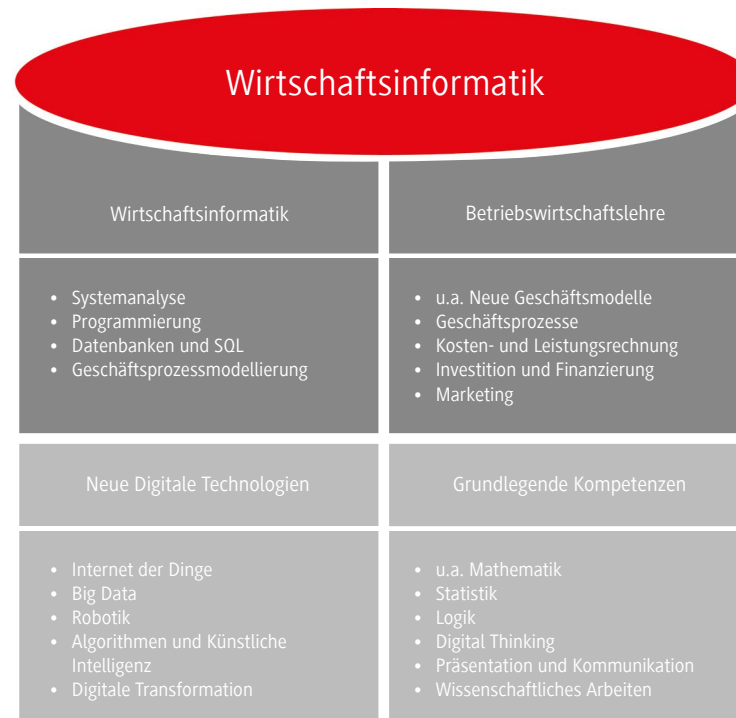 Wirtschaftsinformatik
Wirtschaftsinformatik
• Systemanalyse
• Programmierung
• Datenbanken und SQL
• Geschäftsprozessmodellierung
Betriebswirtschaftslehre
• u.a. Neue Geschäftsmodelle
• Geschäftsprozesse
• Kosten- und Leistungsrechnung
• Investition und Finanzierung
• Marketing
Neue Digitale Technologien
• Internet der Dinge
• Big Data
• Robotik
• Algorithmen und Künstliche
Intelligenz
• Digitale Transformation
Grundlegende Kompetenzen
• u.a. Mathematik
• Statistik
• Logik
• Digital Thinking
• Präsentation und Kommunikation
• Wissenschaftliches Arbeiten